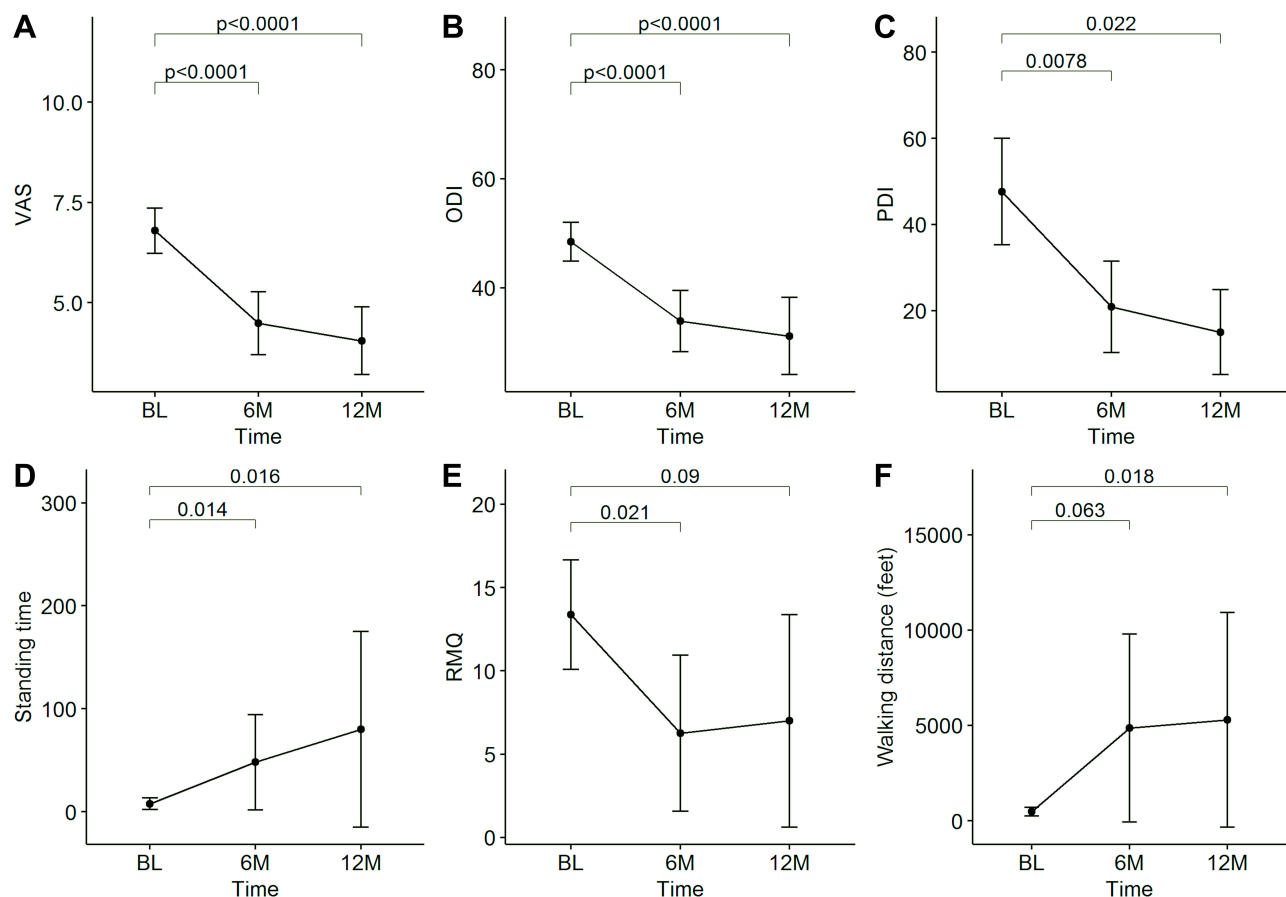 A
p<0.0001
p<0.0001
10.0
7.5
5.0
VAS
BL 6M 12M
Time
B
p<0.0001
p<0.0001
80
60
40
ODI
BL 6M 12M
Time
C
0.022
0.0078
80
60
40
20
PDI
BL 6M 12M
Time
D
0.016
0.014
300
200
100
0
Standing time
BL 6M 12M
Time
E
0.09
0.021
20
15
10
5
0
RMQ
BL 6M 12M
Time
F
0.018
0.063
15000
10000
5000
0
Walking distance (feet)
BL 6M 12M
Time